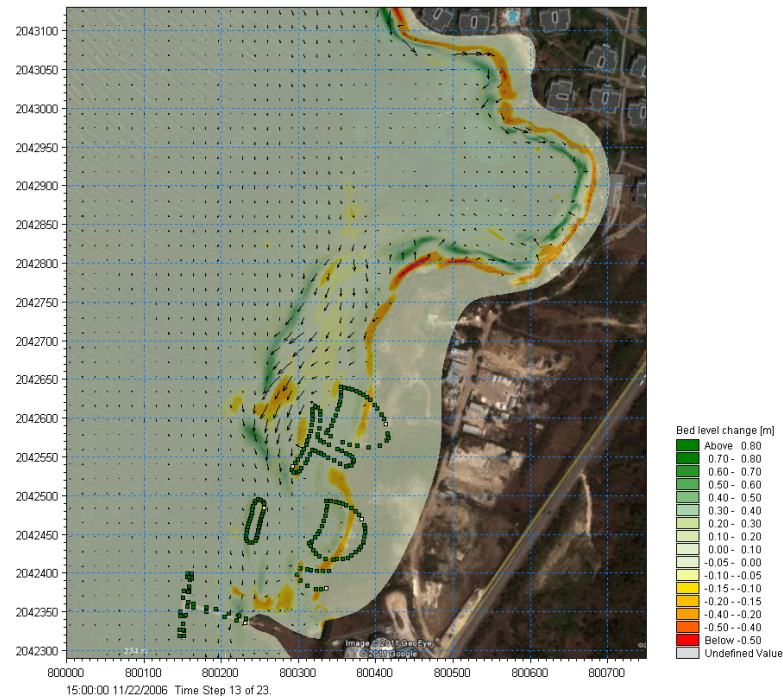 2043100
2043050
2043000
2042950
2042900
2042850
2042800
2042750
2042700
2042650
2042600
2042550
2042500
2042450
2042400
2042350
2042300
Bed level change [m]
Above 0.80
0.70 - 0.80
0.60 - 0.70
0.50 - 0.60
0.40 - 0.50
0.30 - 0.40
0.20 - 0.30
0.10 - 0.20
0.00 - 0.10
-0.05 - 0.00
-0.10 - -0.05
-0.15 - -0.10
-0.20 - -0.15
-0.40 - -0.20
-0.50 - -0.40
Below -0.50
Undefined Value
Image © 2011 GeoEye
© 2011 Google
800000 800100 800200 800300 800400 800500 800600 800700
15:00:00 11/22/2006 Time Step 13 of 23.